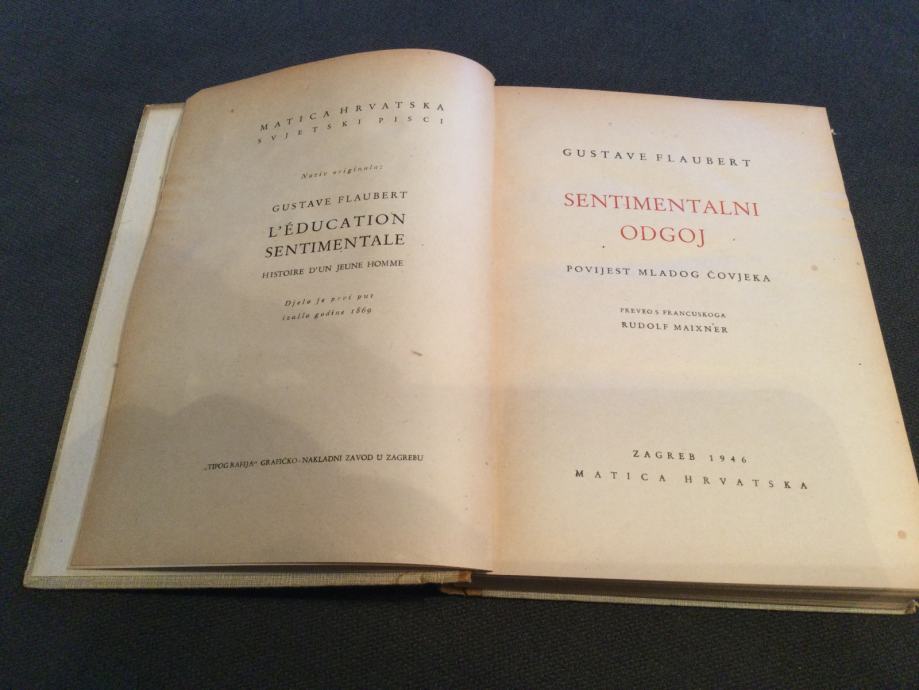 MATICA HRVATSKA
SVJETSKI PISCI
Naziv originala:
GUSTAVE FLAUBERT
L'ÉDUCATION
SENTIMENTALE
HISTOIRE D'UN JEUNE HOMME
Djelo je prvi put
izašlo godine 1869
„TIPOGRAFIJA“ GRAFIČKO-NAKLADNI ZAVOD U ZAGREBU
GUSTAVE FLAUBERT
SENTIMENTALNI
ODGOJ
POVIJEST MLADOG ČOVJEKA
PREVEO S FRANCUSKOGA
RUDOLF MAIXNER
ZAGREB 1946
MATICA HRVATSKA